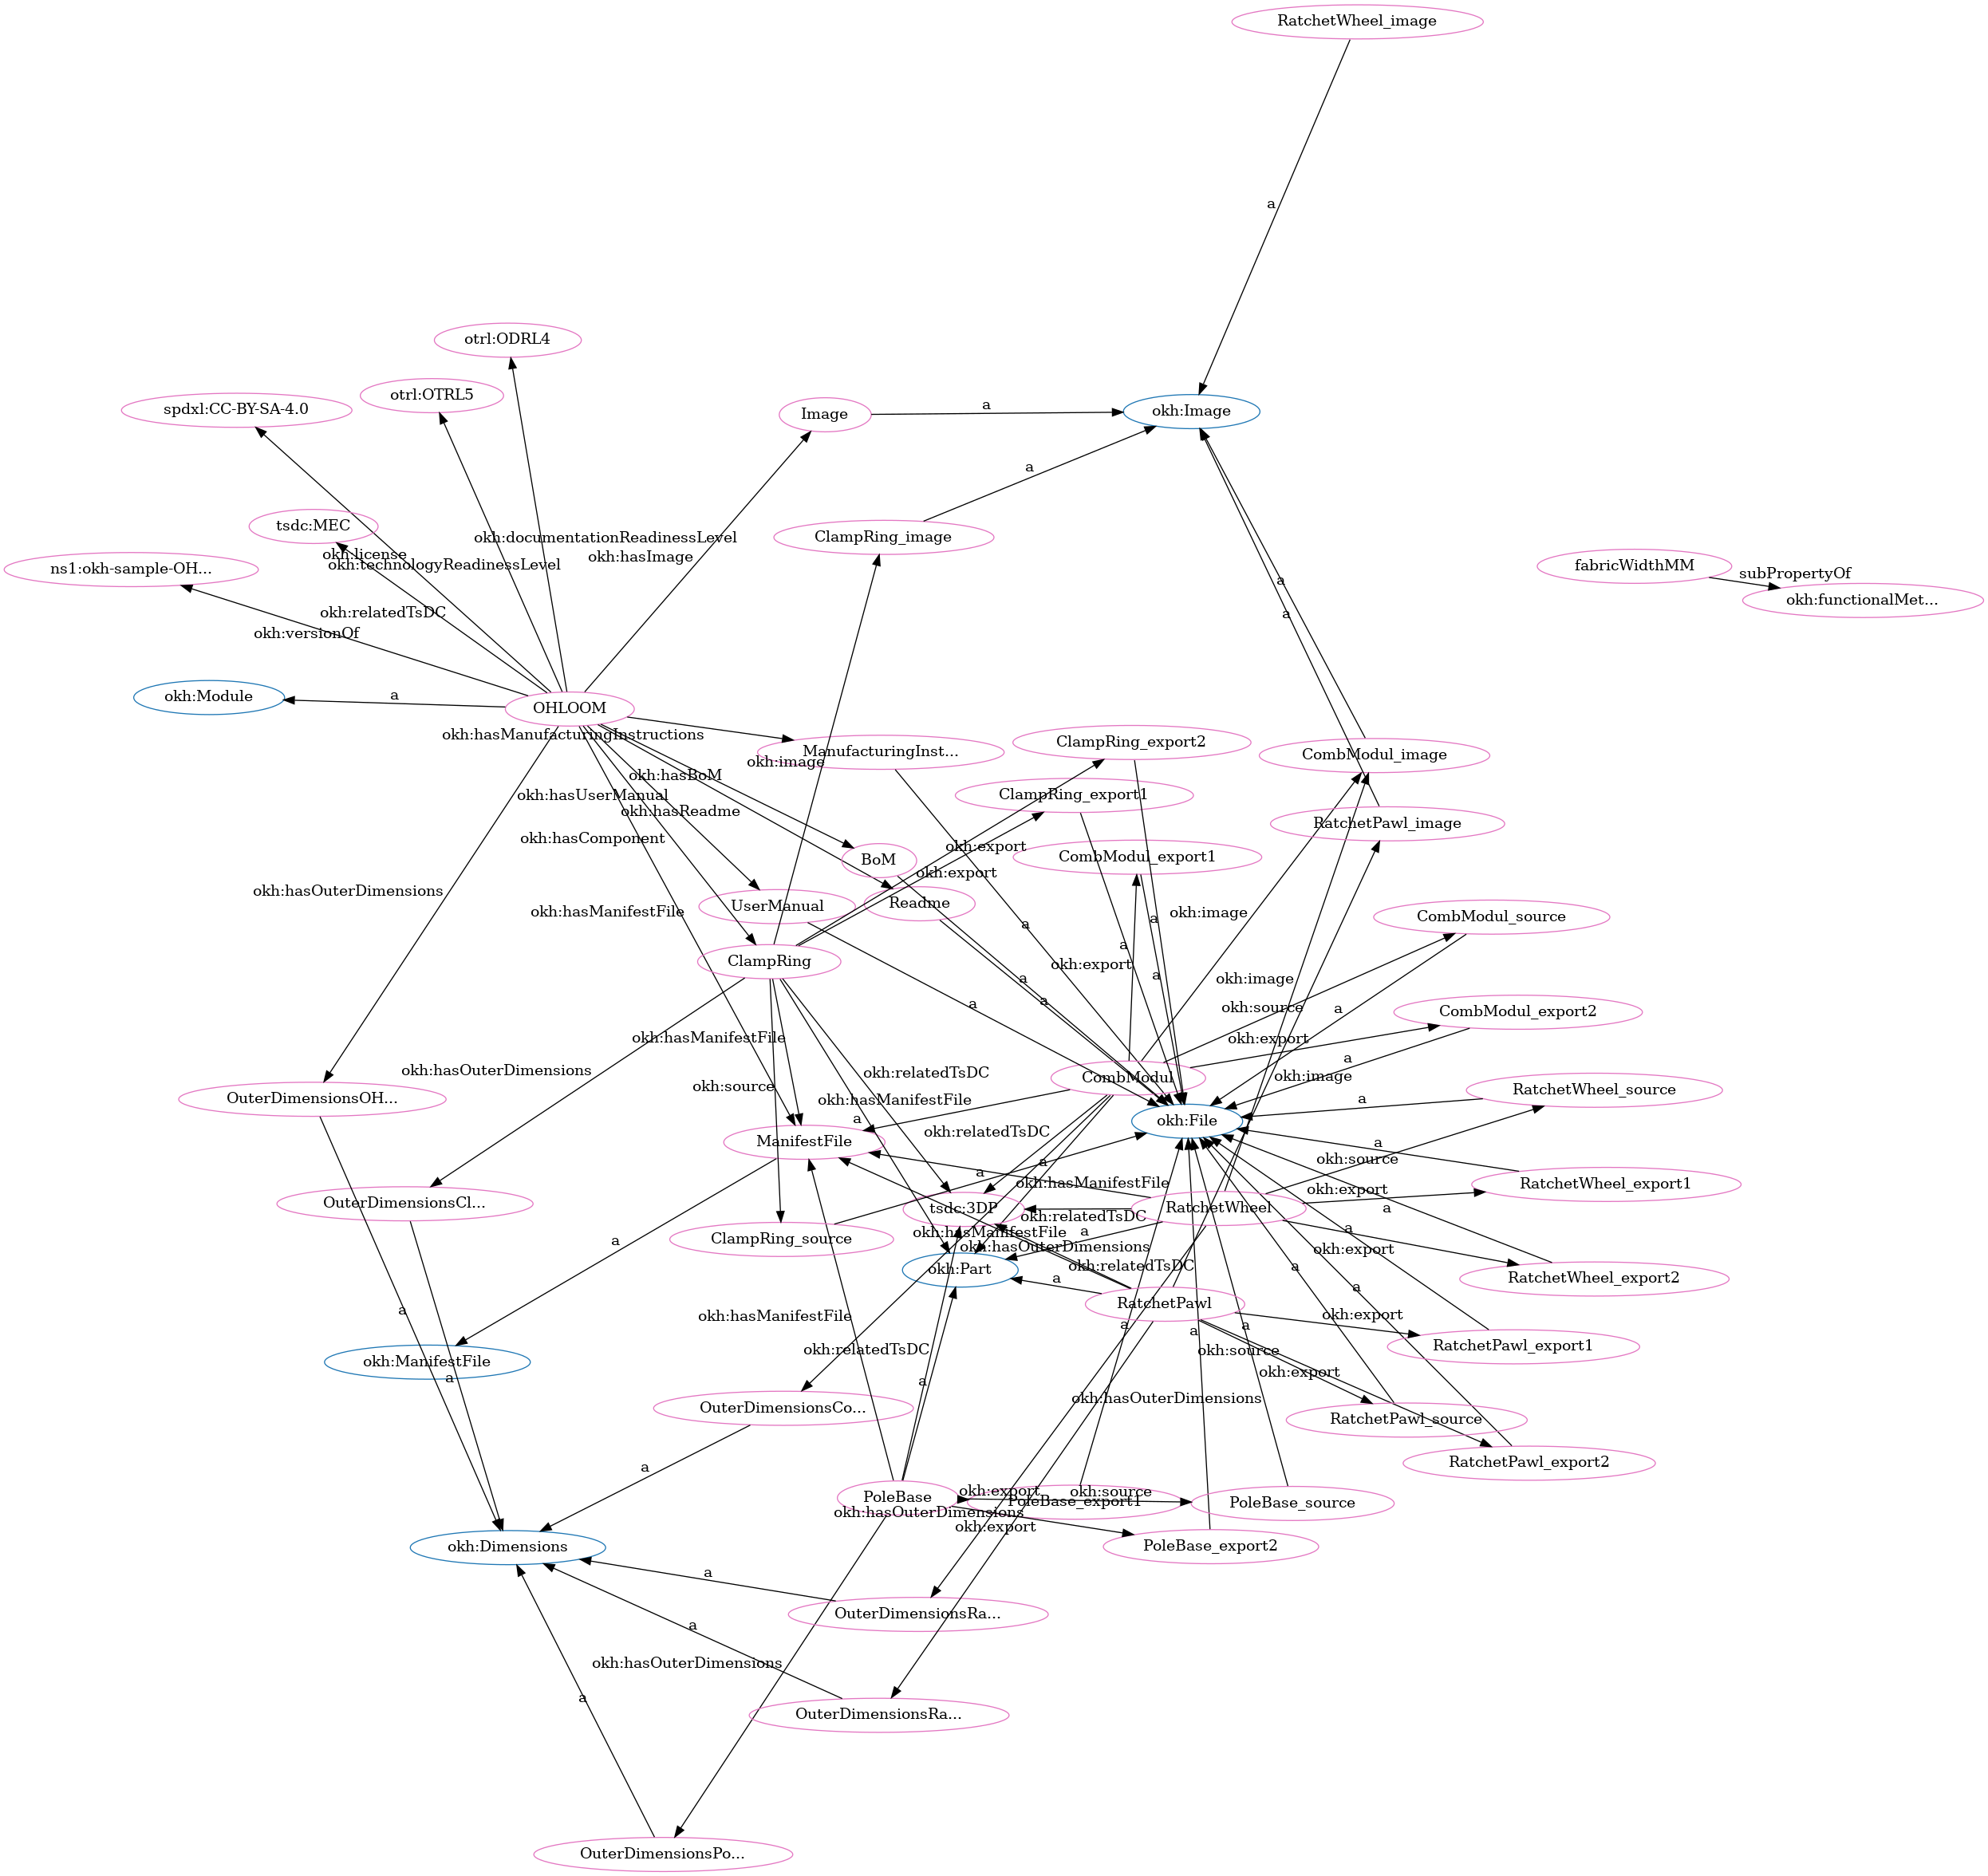 RatchetWheel_image
a
otrl:ODRL4
otrl:OTRL5
spdxl:CC-BY-SA-4.0
Image
a
okh:Image
a
tsdc:MEC
ClampRing_image
okh:documentationReadinessLevel
okh:license
okh:hasImage
okh:technologyReadinessLevel
ns1:okh-sample-OH...
fabricWidthMM
subPropertyOf
okh:functionalMet...
a
okh:relatedTsDC
a
okh:versionOf
okh:Module
a
OHLOOM
okh:hasManufacturingInstructions
ManufacturingInst...
ClampRing_export2
CombModul_image
okh:image
okh:hasBoM
okh:hasUserManual
ClampRing_export1
okh:hasReadme
RatchetPawl_image
okh:hasComponent
okh:export
BoM
CombModul_export1
okh:export
okh:hasOuterDimensions
UserManual
Readme
okh:hasManifestFile
okh:image
CombModul_source
a
a
a
ClampRing
okh:export
a
a
okh:image
a
a
okh:source
a
CombModul_export2
okh:hasManifestFile
okh:export
a
okh:hasOuterDimensions
okh:relatedTsDC
CombModul
okh:image
okh:source
OuterDimensionsOH...
okh:hasManifestFile
a
RatchetWheel_source
a
okh:File
ManifestFile
okh:relatedTsDC
a
okh:source
a
a
okh:hasManifestFile
RatchetWheel_export1
okh:export
OuterDimensionsCl...
tsdc:3DP
RatchetWheel
a
okh:relatedTsDC
a
ClampRing_source
a
okh:hasManifestFile
a
okh:hasOuterDimensions
okh:export
okh:Part
okh:relatedTsDC
a
a
a
RatchetWheel_export2
a
RatchetPawl
okh:hasManifestFile
a
a
a
okh:export
okh:relatedTsDC
okh:source
RatchetPawl_export1
okh:ManifestFile
okh:export
a
a
okh:hasOuterDimensions
OuterDimensionsCo...
RatchetPawl_source
a
RatchetPawl_export2
PoleBase
okh:export
okh:source
PoleBase_export1
PoleBase_source
okh:hasOuterDimensions
okh:export
okh:Dimensions
PoleBase_export2
a
OuterDimensionsRa...
a
okh:hasOuterDimensions
a
OuterDimensionsRa...
OuterDimensionsPo...